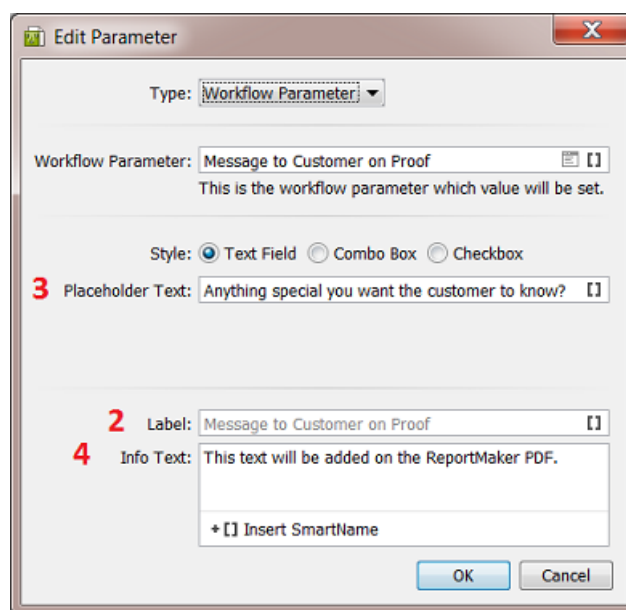 Edit Parameter
Type: Workflow Parameter
Workflow Parameter: Message to Customer on Proof
This is the workflow parameter which value will be set.
Style: Text Field Combo Box Checkbox
3 Placeholder Text: Anything special you want the customer to know? []
2 Label: Message to Customer on Proof []
4 Info Text: This text will be added on the ReportMaker PDF.
+ [] Insert SmartName
OK Cancel